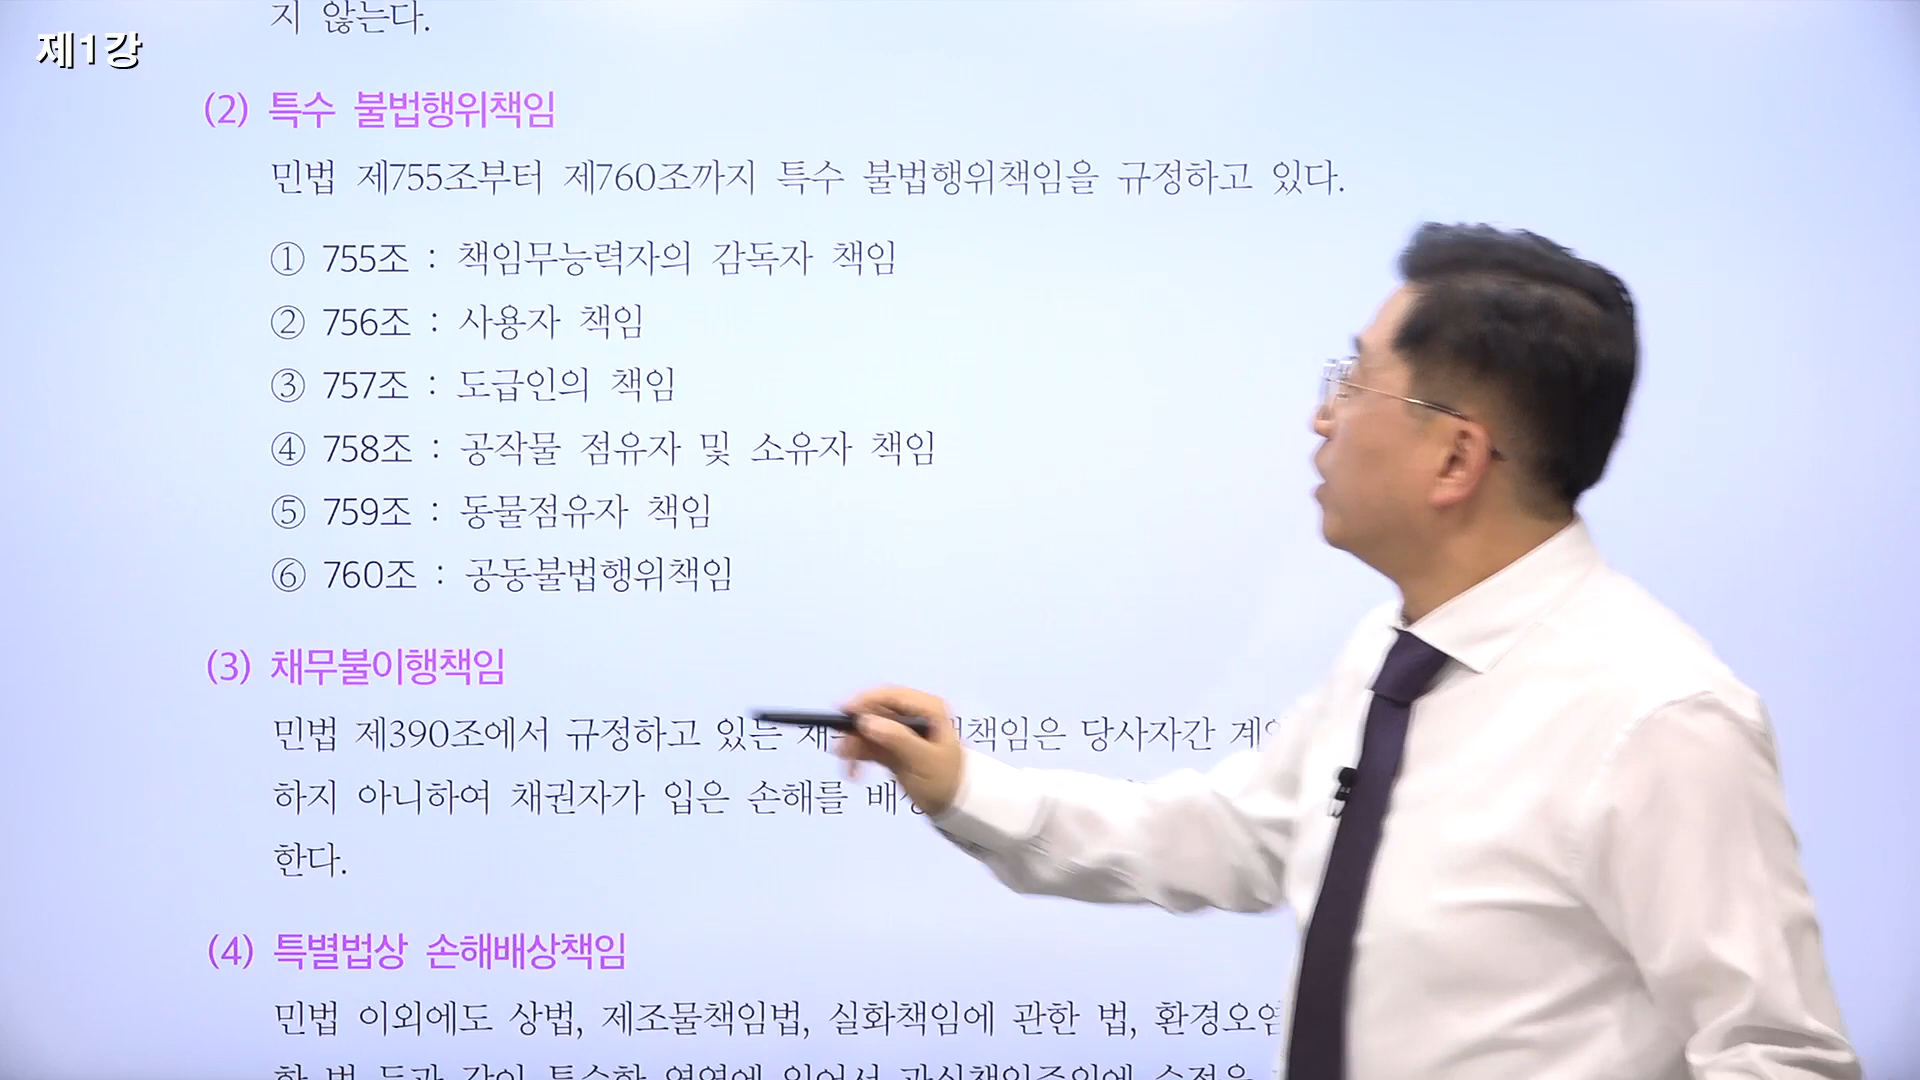 지 않는다.
제1강
(2) 특수 불법행위책임
민법 제755조부터 제760조까지 특수 불법행위책임을 규정하고 있다.
① 755조 : 책임무능력자의 감독자 책임
② 756조 : 사용자 책임
③ 757조 : 도급인의 책임
④ 758조 : 공작물 점유자 및 소유자 책임
⑤ 759조 : 동물점유자 책임
⑥ 760조 : 공동불법행위책임
(3) 채무불이행책임
민법 제390조에서 규정하고 있는 당사자간
하지 아니하여 채권자가 입은 손해를
한다.
(4) 특별법상 손해배상책임
민법 이외에도 상법, 제조물책임법, 실화책임에 관한 법,